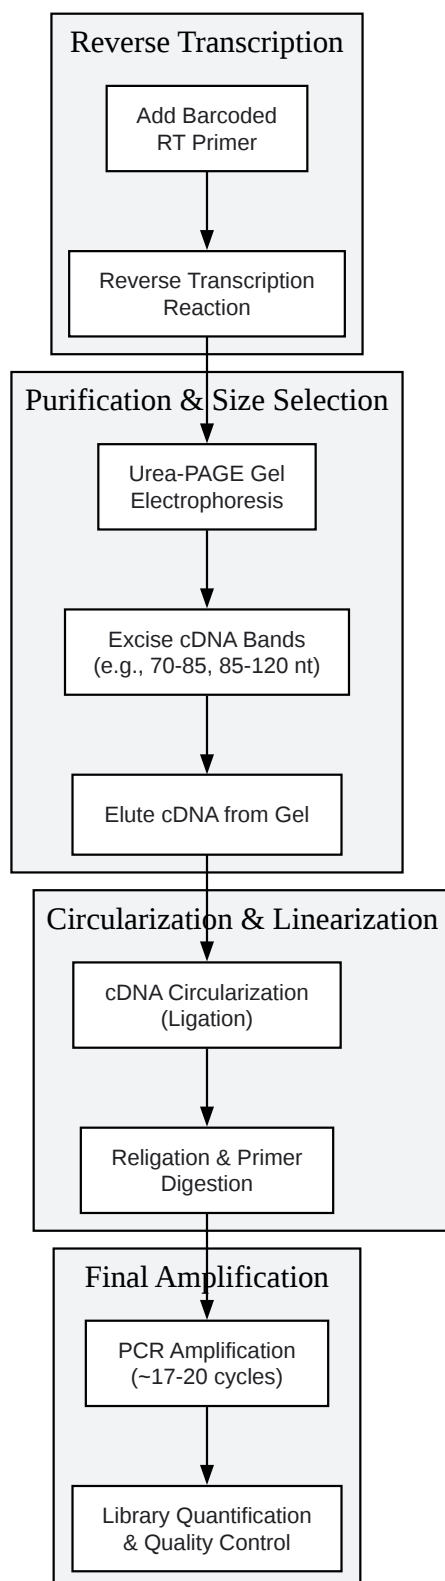 Reverse Transcription
Add Barcoded
RT Primer
Reverse Transcription
Reaction
Purification & Size Selection
Urea-PAGE Gel
Electrophoresis
Excise cDNA Bands
(e.g., 70-85, 85-120 nt)
Elute cDNA from Gel
Circularization & Linearization
cDNA Circularization
(Ligation)
Religation & Primer
Digestion
Final Amplification
PCR Amplification
(~17-20 cycles)
Library Quantification
& Quality Control